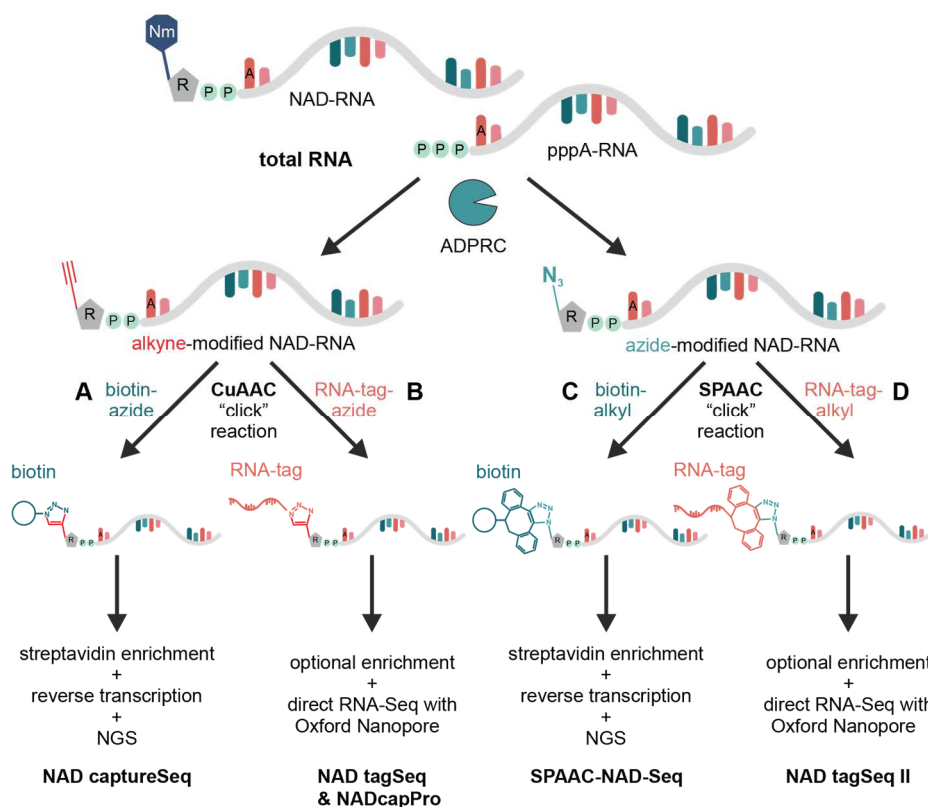 Nm
R
P P
A
NAD-RNA
total RNA
P P P
A
pppA-RNA
ADPRC
R
P P
A
alkyne-modified NAD-RNA
N3
R
P P
A
azide-modified NAD-RNA
A
biotin-
azide
CuAAC
“click”
reaction
RNA-tag-
azide
B
C
biotin-
alkyl
SPAAC
“click”
reaction
RNA-tag-
alkyl
D
biotin
N
N
N
R
P P
A
RNA-tag
N
N
N
R
P P
A
biotin
N
N
N
R
P P
A
RNA-tag
N
N
N
R
P P
A
streptavidin enrichment
+
reverse transcription
+
NGS
NAD captureSeq
optional enrichment
+
direct RNA-Seq with
Oxford Nanopore
NAD tagSeq
& NADcapPro
streptavidin enrichment
+
reverse transcription
+
NGS
SPAAC-NAD-Seq
optional enrichment
+
direct RNA-Seq with
Oxford Nanopore
NAD tagSeq II